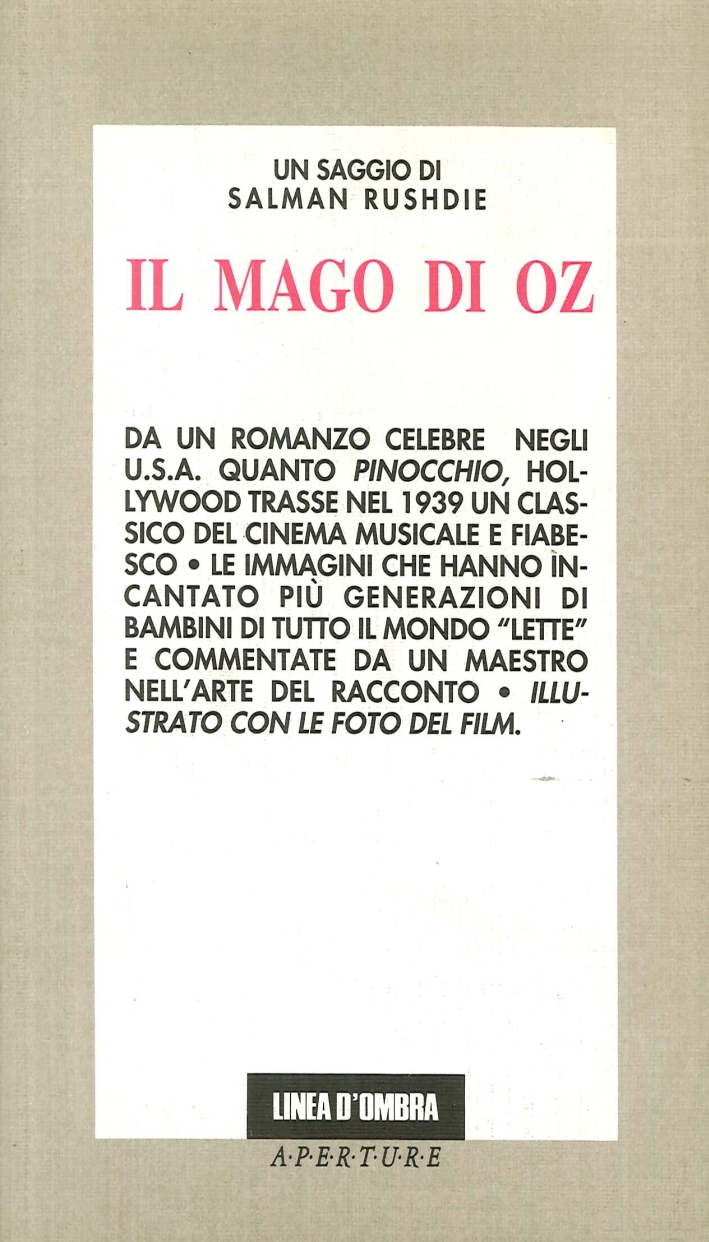 UN SAGGIO DI
SALMAN RUSHDIE
IL MAGO DI OZ
DA UN ROMANZO CELEBRE NEGLI
U.S.A. QUANTO PINOCCHIO, HOL-
LYWOOD TRASSE NEL 1939 UN CLAS-
SICO DEL CINEMA MUSICALE E FIABE-
SCO • LE IMMAGINI CHE HANNO IN-
CANTATO PIÙ GENERAZIONI DI
BAMBINI DI TUTTO IL MONDO “LETTE”
E COMMENTATE DA UN MAESTRO
NELL'ARTE DEL RACCONTO • ILLU-
STRATO CON LE FOTO DEL FILM.
LINEA D'OMBRA
A·P·E·R·T·U·R·E